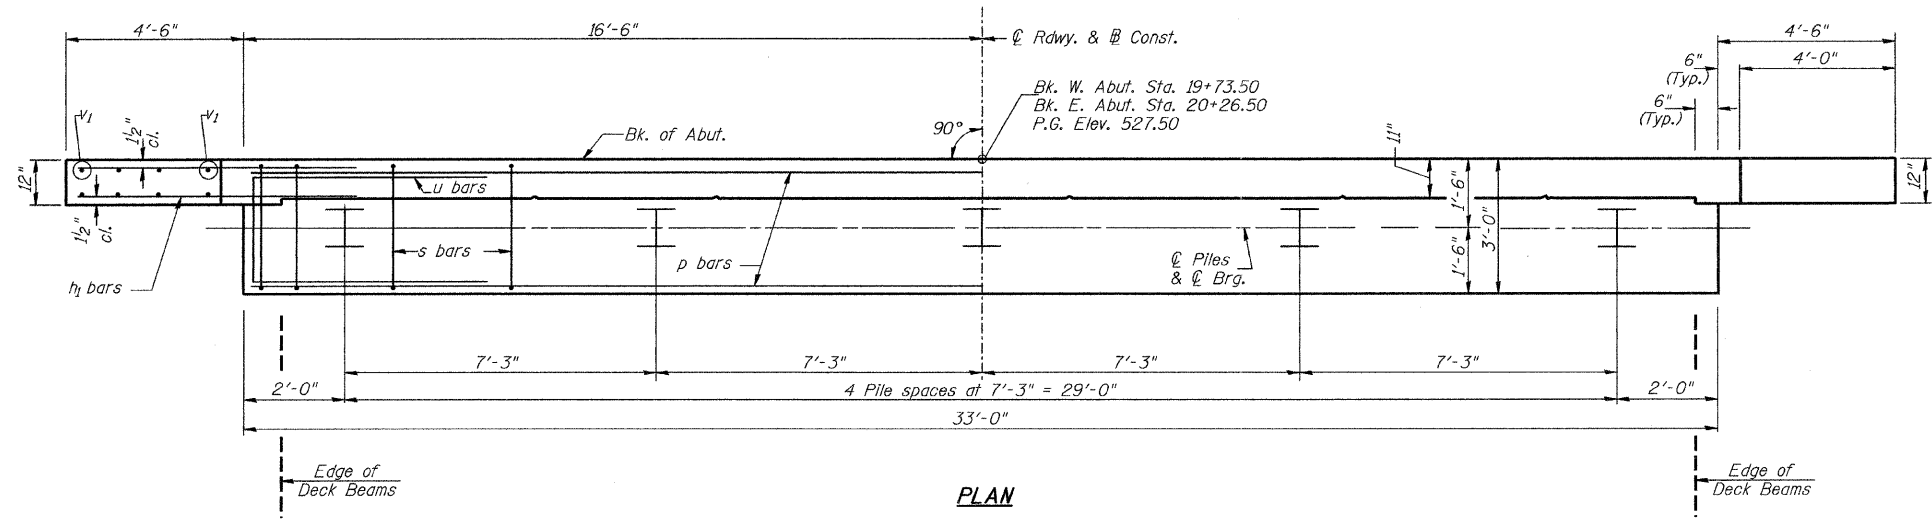 4'-6"
16'-6"
℄ Rdwy. & B Const.
4'-6"
6"
(Typ.)
4'-0"
6"
(Typ.)
Bk. W. Abut. Sta. 19+73.50
Bk. E. Abut. Sta. 20+26.50
P.G. Elev. 527.50
v1
1½"
cl.
v1
Bk. of Abut.
90°
11"
12"
u bars
1'-6"
3'-0"
12"
1½"
cl.
s bars
p bars
℄ Piles
& ℄ Brg.
1'-6"
h1 bars
7'-3"
7'-3"
7'-3"
7'-3"
2'-0"
4 Pile spaces at 7'-3" = 29'-0"
2'-0"
33'-0"
Edge of
Deck Beams
PLAN
Edge of
Deck Beams